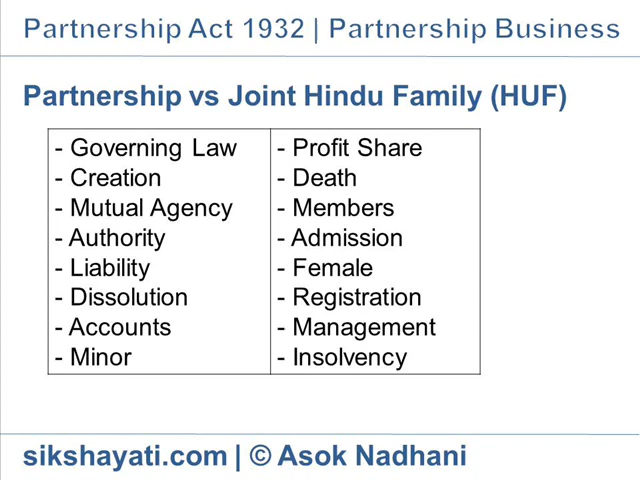 Partnership Act 1932 | Partnership Business
Partnership vs Joint Hindu Family (HUF)
- Governing Law
- Creation
- Mutual Agency
- Authority
- Liability
- Dissolution
- Accounts
- Minor
- Profit Share
- Death
- Members
- Admission
- Female
- Registration
- Management
- Insolvency
sikshayati.com | © Asok Nadhani